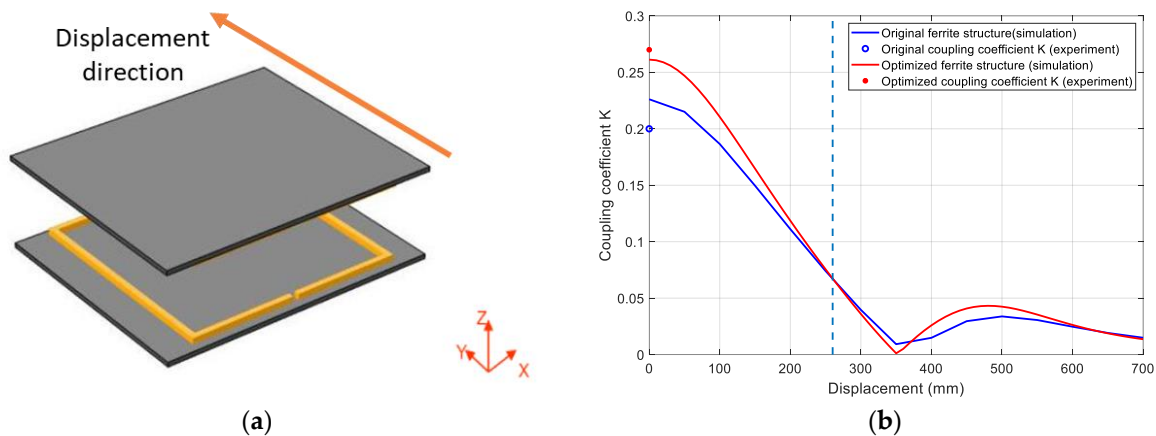 Displacement
direction
Z
Y
X
(a)
0.3
0.25
0.2
0.15
0.1
0.05
0
Coupling coefficient K
Original ferrite structure(simulation)
Original coupling coefficient K (experiment)
Optimized ferrite structure (simulation)
Optimized coupling coefficient K (experiment)
0 100 200 300 400 500 600 700
Displacement (mm)
(b)